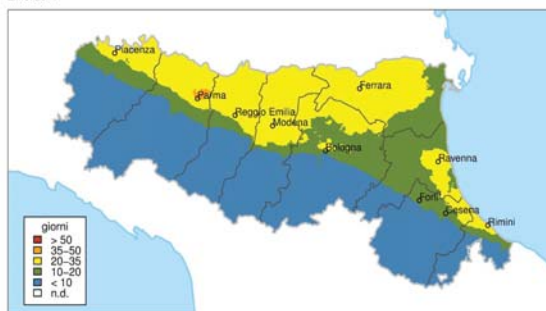 Piacenza
Parma
Reggio Emilia
Modena
Ferrara
Bologna
Ravenna
Forlì
Cesena
Rimini
giorni
> 50
35–50
20–35
10–20
< 10
n.d.